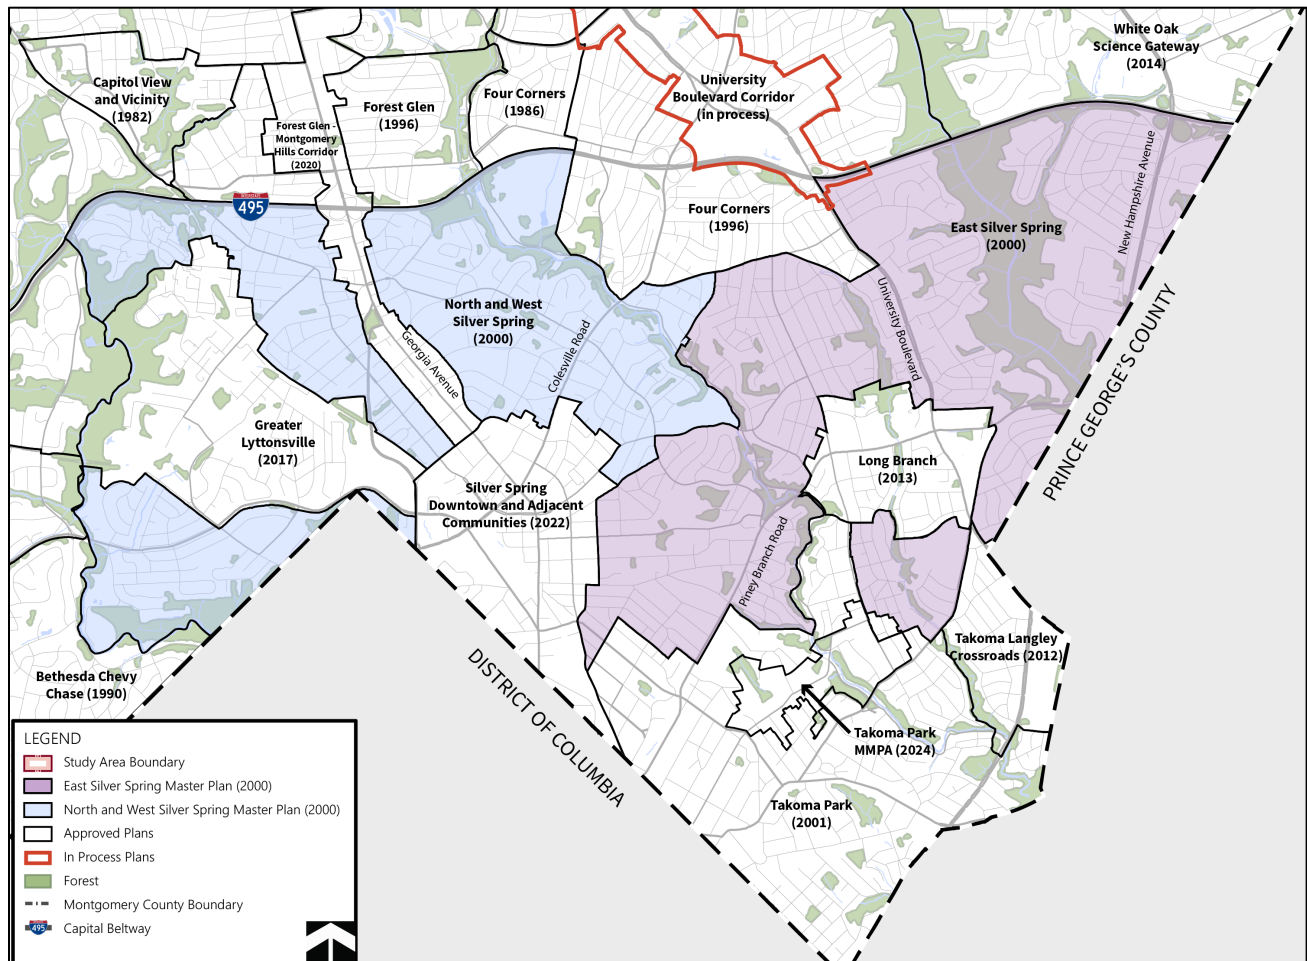 White Oak
Science Gateway
(2014)
Capitol View
and Vicinity
(1982)
Forest Glen
(1996)
Four Corners
(1986)
University
Boulevard Corridor
(in process)
Forest Glen -
Montgomery
Hills Corridor
(2020)
495
Four Corners
(1996)
East Silver Spring
(2000)
New Hampshire Avenue
North and West
Silver Spring
(2000)
Colesville Road
Georgia Avenue
University Boulevard
PRINCE GEORGE'S COUNTY
Greater
Lyttonsville
(2017)
Silver Spring
Downtown and Adjacent
Communities (2022)
Long Branch
(2013)
Piney Branch Road
Takoma Langley
Crossroads (2012)
Bethesda Chevy
Chase (1990)
DISTRICT OF COLUMBIA
Takoma Park
MMPA (2024)
Takoma Park
(2001)
LEGEND
Study Area Boundary
East Silver Spring Master Plan (2000)
North and West Silver Spring Master Plan (2000)
Approved Plans
In Process Plans
Forest
Montgomery County Boundary
495
Capital Beltway